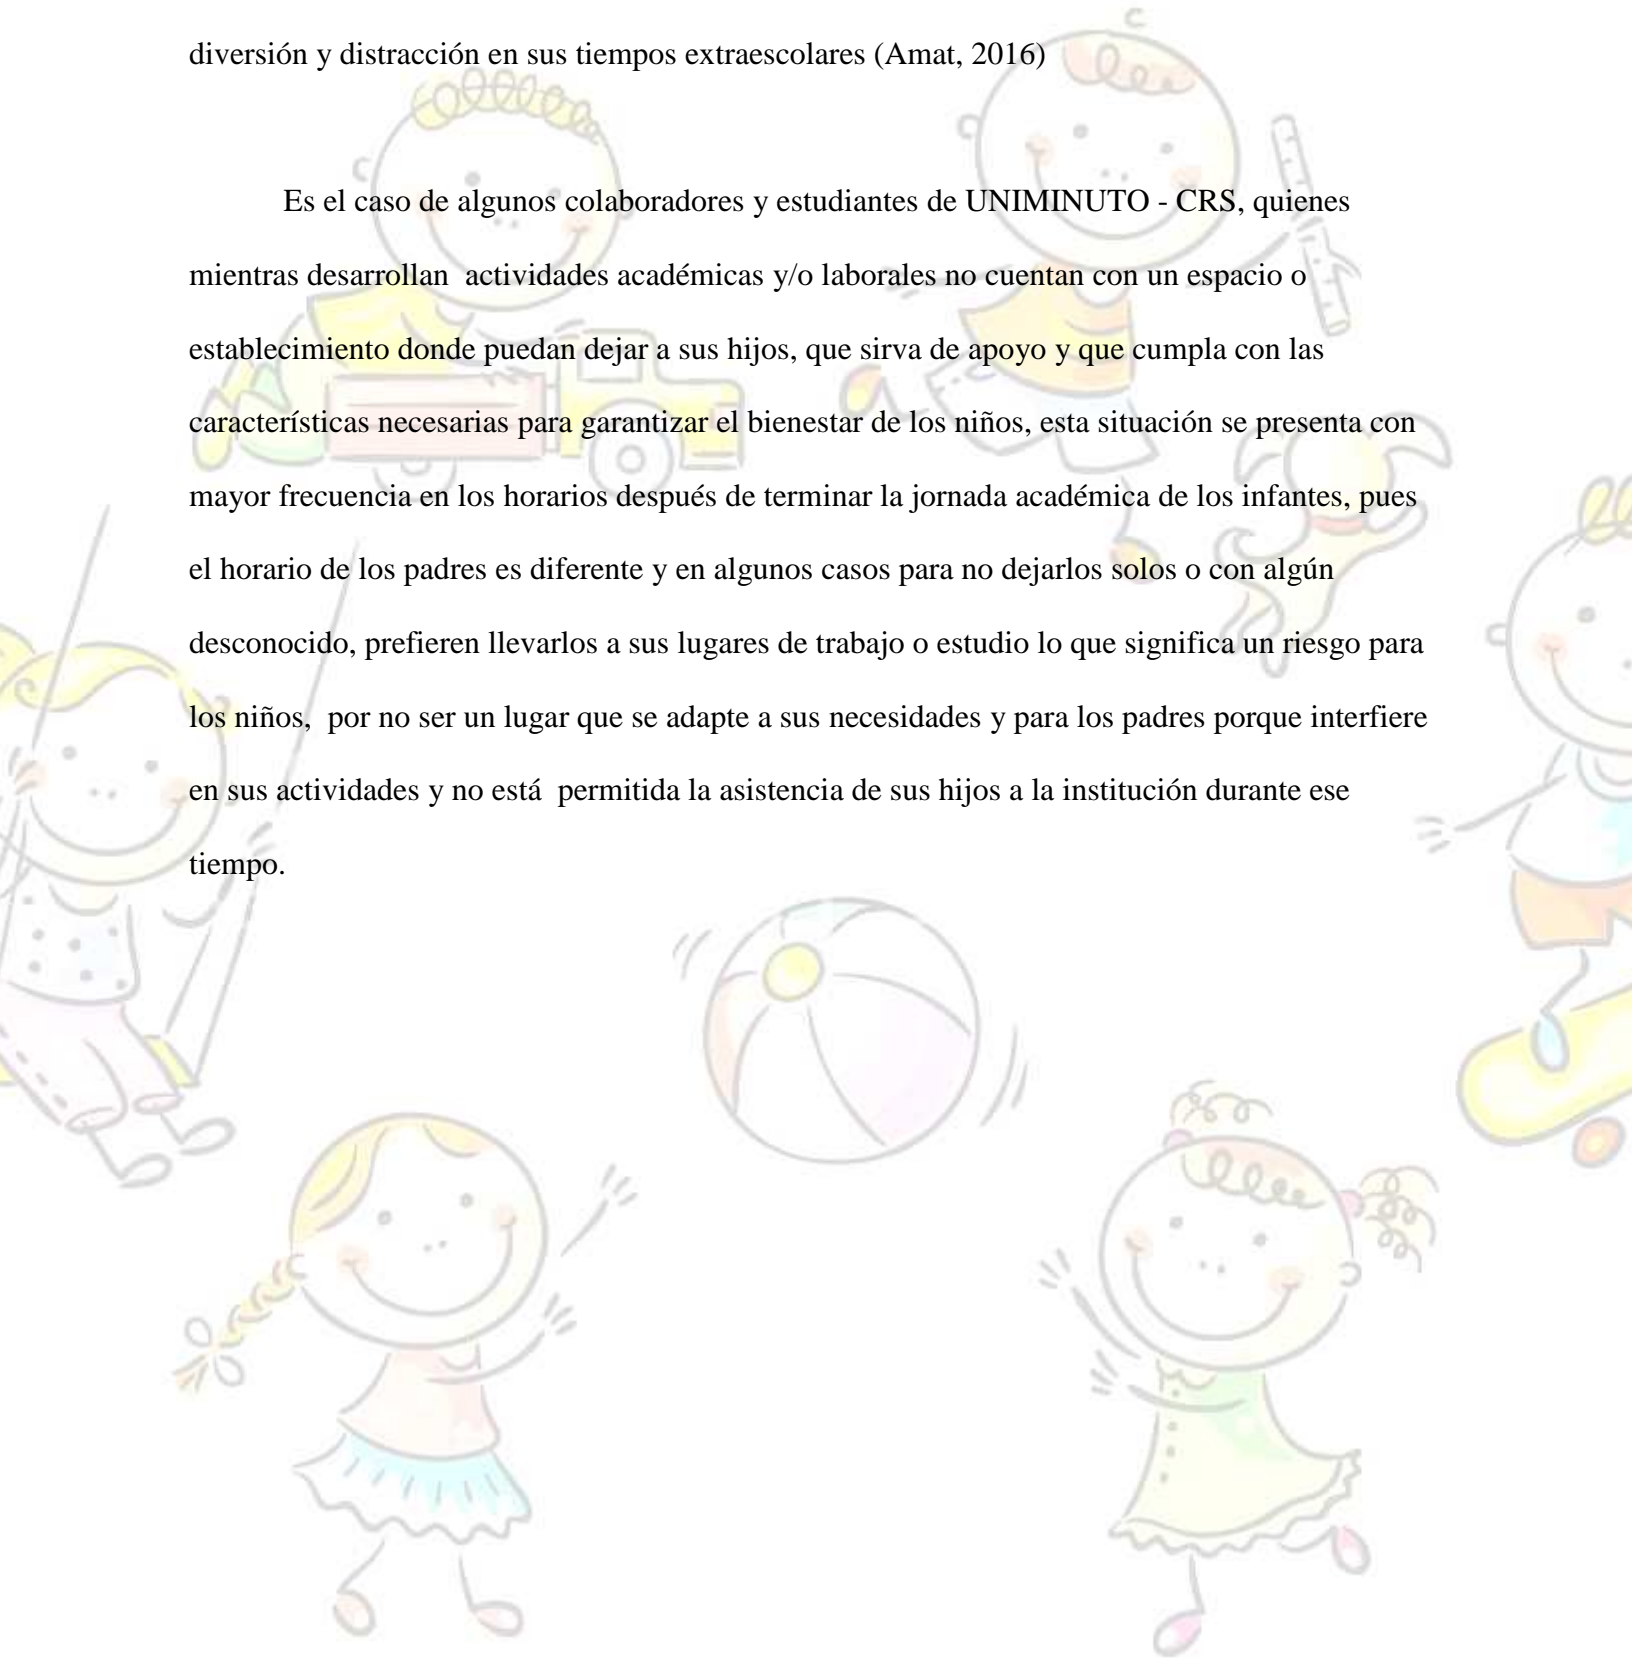 diversión y distracción en sus tiempos extraescolares (Amat, 2016)
Es el caso de algunos colaboradores y estudiantes de UNIMINUTO - CRS, quienes
mientras desarrollan  actividades académicas y/o laborales no cuentan con un espacio o
establecimiento donde puedan dejar a sus hijos, que sirva de apoyo y que cumpla con las
características necesarias para garantizar el bienestar de los niños, esta situación se presenta con
mayor frecuencia en los horarios después de terminar la jornada académica de los infantes, pues
el horario de los padres es diferente y en algunos casos para no dejarlos solos o con algún
desconocido, prefieren llevarlos a sus lugares de trabajo o estudio lo que significa un riesgo para
los niños,  por no ser un lugar que se adapte a sus necesidades y para los padres porque interfiere
en sus actividades y no está  permitida la asistencia de sus hijos a la institución durante ese
tiempo.